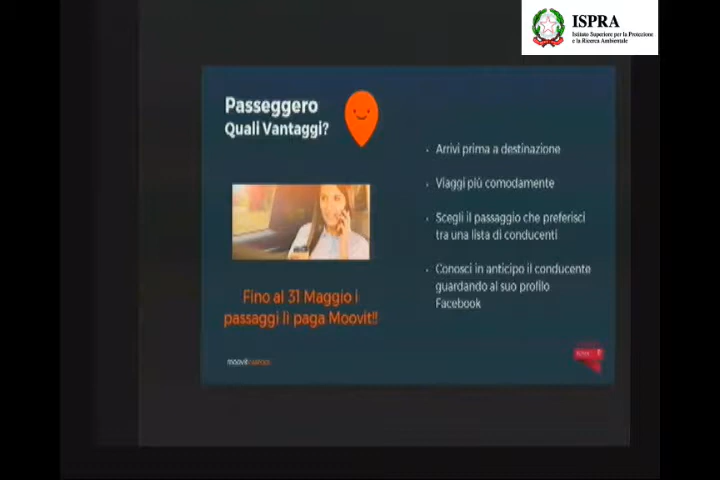 ISPRA
Istituto Superiore per la Protezione
e la Ricerca Ambientale
Passeggero
Quali Vantaggi?
Arrivi prima a destinazione
Viaggi più comodamente
Scegli il passaggio che preferisci
tra una lista di conducenti
Conosci in anticipo il conducente
guardando al suo profilo
Facebook
Fino al 31 Maggio i
passaggi li paga Moovit!!
moovit